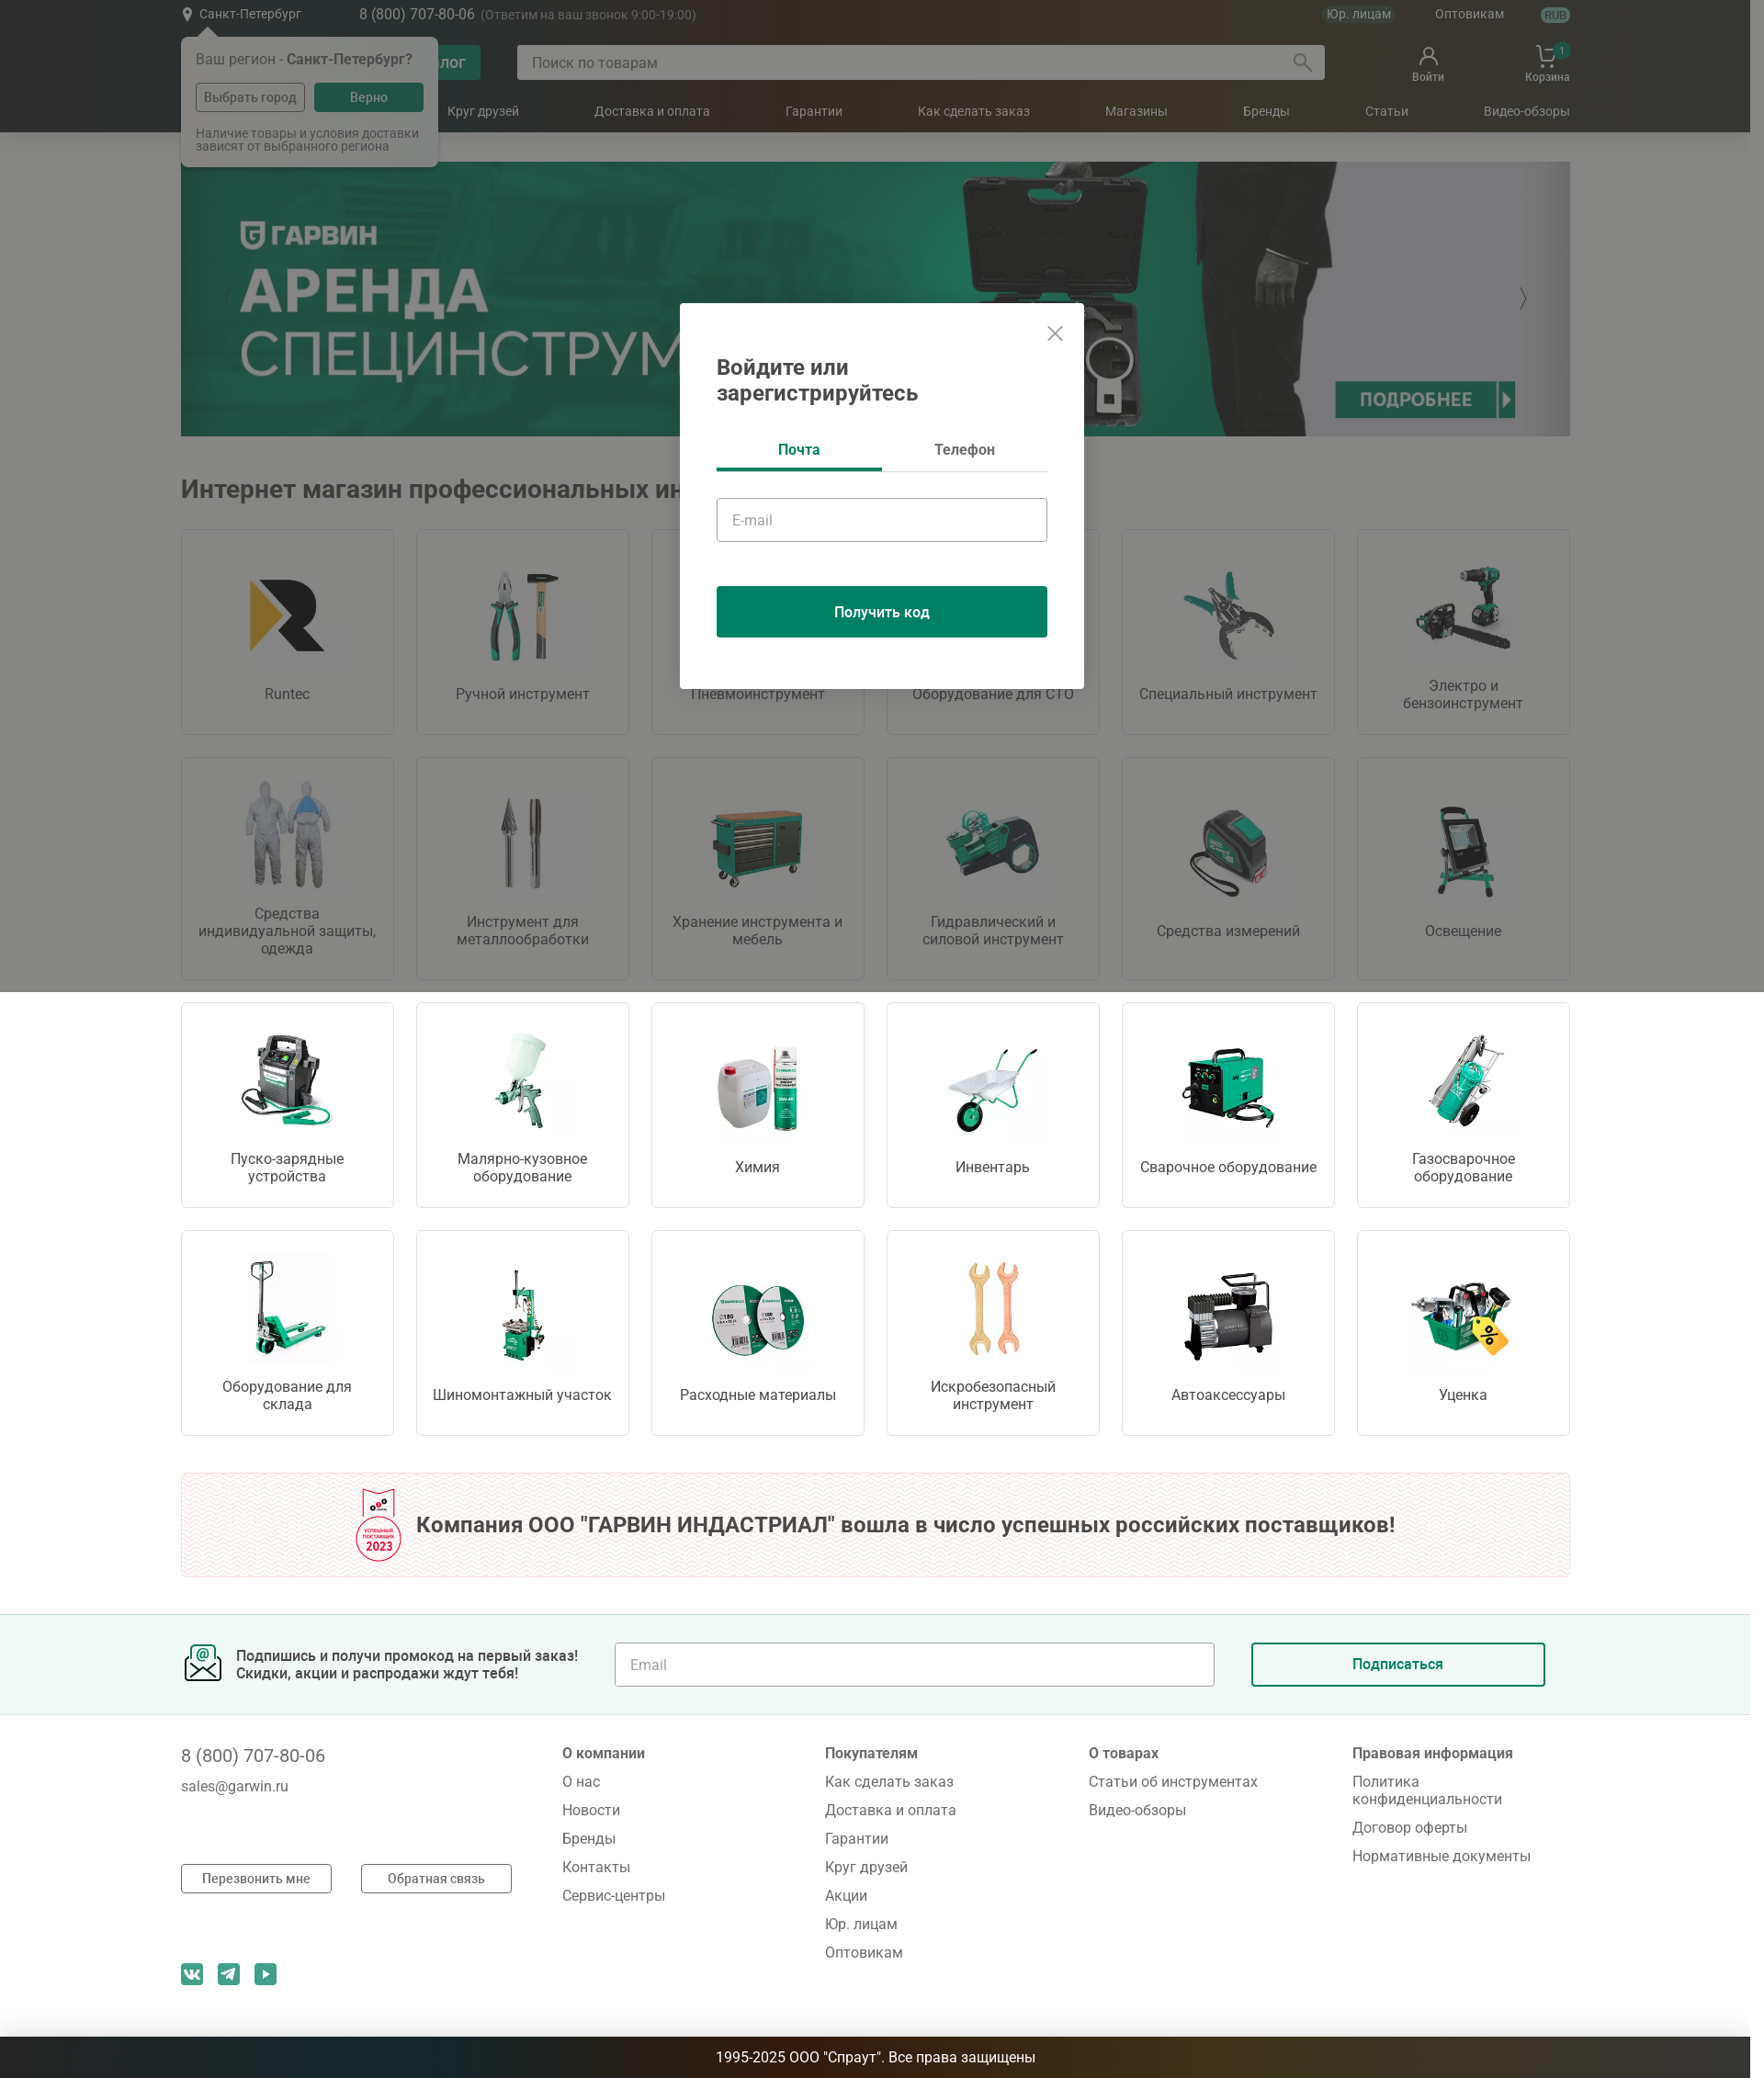 Санкт-Петербург
8 (800) 707-80-06 (Ответим на ваш звонок 9:00-19:00)
Юр. лицам
Оптовикам
RUB
Ваш регион - Санкт-Петербург?
Выбрать город
Верно
Наличие товары и условия доставки
зависят от выбранного региона
Поиск по товарам
Войти
1
Корзина
Круг друзей
Доставка и оплата
Гарантии
Как сделать заказ
Магазины
Бренды
Статьи
Видео-обзоры
ГАРВИН
АРЕНДА
СПЕЦИНСТРУМ
ПОДРОБНЕЕ
Войдите или
зарегистрируйтесь
Почта
Телефон
E-mail
Получить код
Интернет магазин профессиональных ин
Runtec
Ручной инструмент
Пневмоинструмент
Оборудование для СТО
Специальный инструмент
Электро и
бензоинструмент
Средства
индивидуальной защиты,
одежда
Инструмент для
металлообработки
Хранение инструмента и
мебель
Гидравлический и
силовой инструмент
Средства измерений
Освещение
Пуско-зарядные
устройства
Малярно-кузовное
оборудование
Химия
Инвентарь
Сварочное оборудование
Газосварочное
оборудование
Оборудование для
склада
Шиномонтажный участок
Расходные материалы
Искробезопасный
инструмент
Автоаксессуары
Уценка
УСПЕШНЫЙ
ПОСТАВЩИК
2023
Компания ООО "ГАРВИН ИНДАСТРИАЛ" вошла в число успешных российских поставщиков!
Подпишись и получи промокод на первый заказ!
Скидки, акции и распродажи ждут тебя!
Email
Подписаться
8 (800) 707-80-06
sales@garwin.ru
Перезвонить мне
Обратная связь
О компании
О нас
Новости
Бренды
Контакты
Сервис-центры
Покупателям
Как сделать заказ
Доставка и оплата
Гарантии
Круг друзей
Акции
Юр. лицам
Оптовикам
О товарах
Статьи об инструментах
Видео-обзоры
Правовая информация
Политика
конфиденциальности
Договор оферты
Нормативные документы
1995-2025 ООО "Спраут". Все права защищены